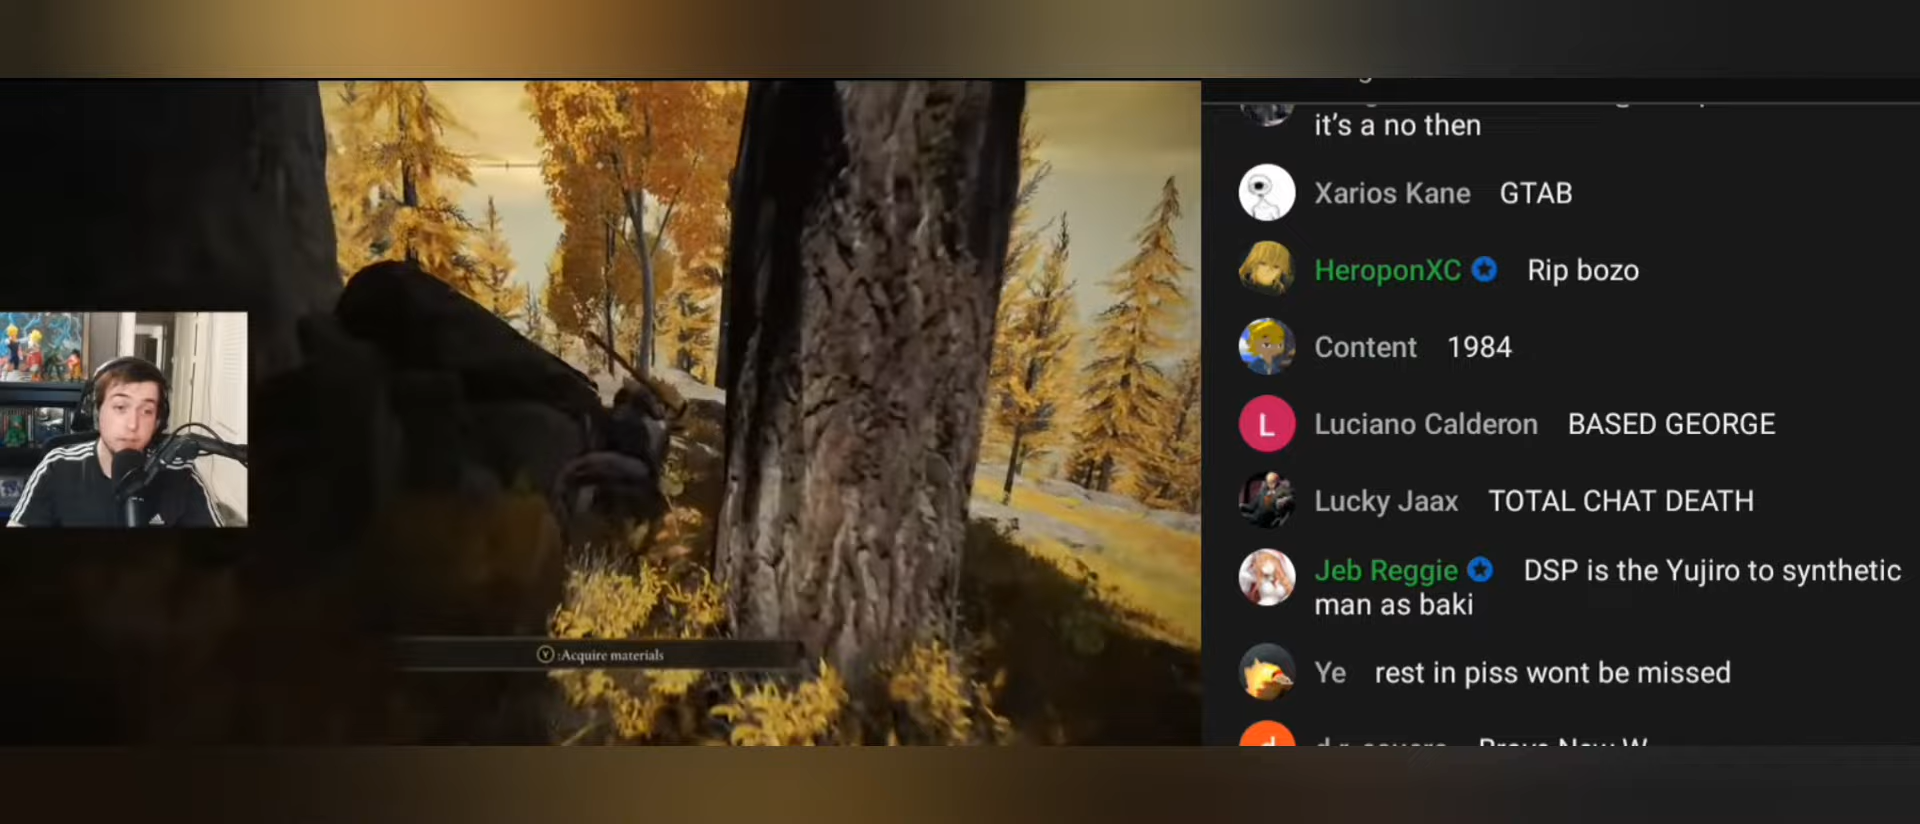 it’s a no then
Xarios Kane GTAB
HeroponXC Rip bozo
Content 1984
L Luciano Calderon BASED GEORGE
Lucky Jaax TOTAL CHAT DEATH
Jeb Reggie DSP is the Yujiro to synthetic
man as baki
Y :Acquire materials
Ye rest in piss wont be missed
Brave New W